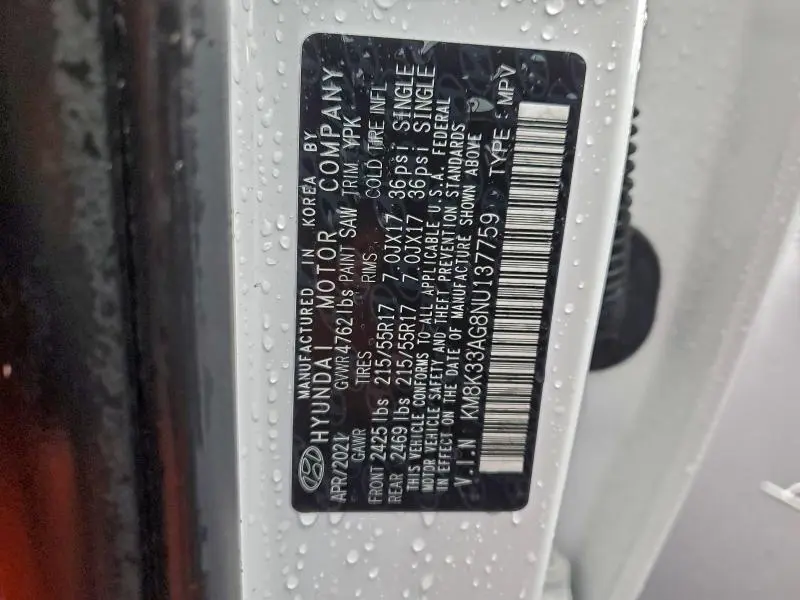 MANUFACTURED IN KOREA BY
HYUNDAI MOTOR COMPANY
APR/2021 GVWR 4762 lbs PAINT SAW TRIM YPK
GAWR TIRES RIMS COLD TIRE INFL
FRONT 2425 lbs 215/55R17 7.0JX17 36psi SINGLE
REAR 2469 lbs 215/55R17 7.0JX17 36psi SINGLE
THIS VEHICLE CONFORMS TO ALL APPLICABLE U.S.A. FEDERAL
MOTOR VEHICLE SAFETY AND THEFT PREVENTION STANDARDS
IN EFFECT ON THE DATE OF MANUFACTURE SHOWN ABOVE
V.I.N KM8K33AG8NU137759 TYPE : MPV